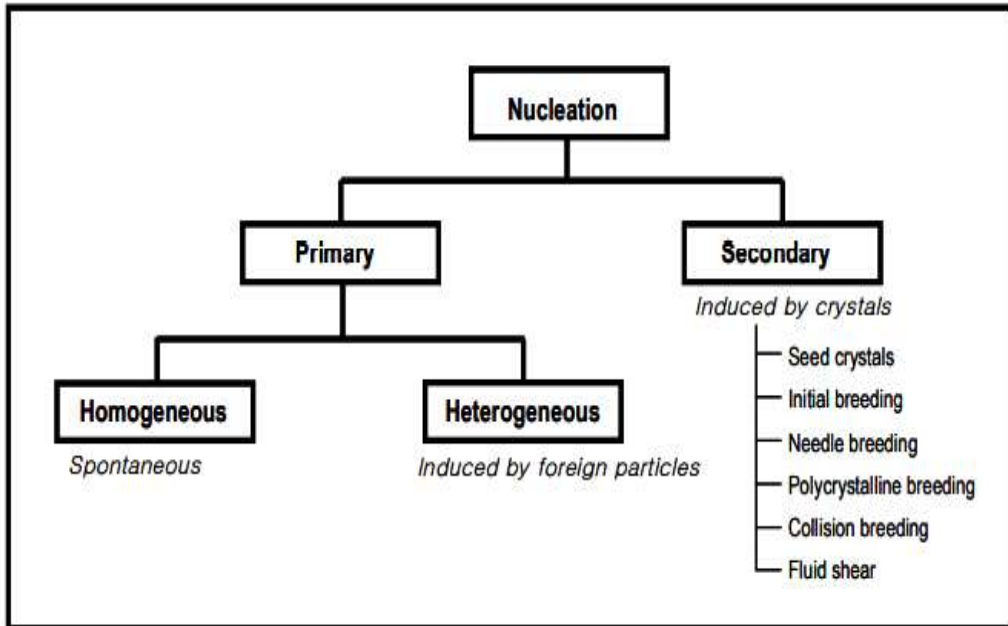 Nucleation
Primary
Secondary
Induced by crystals
Seed crystals
Initial breeding
Needle breeding
Polycrystalline breeding
Collision breeding
Fluid shear
Homogeneous
Spontaneous
Heterogeneous
Induced by foreign particles